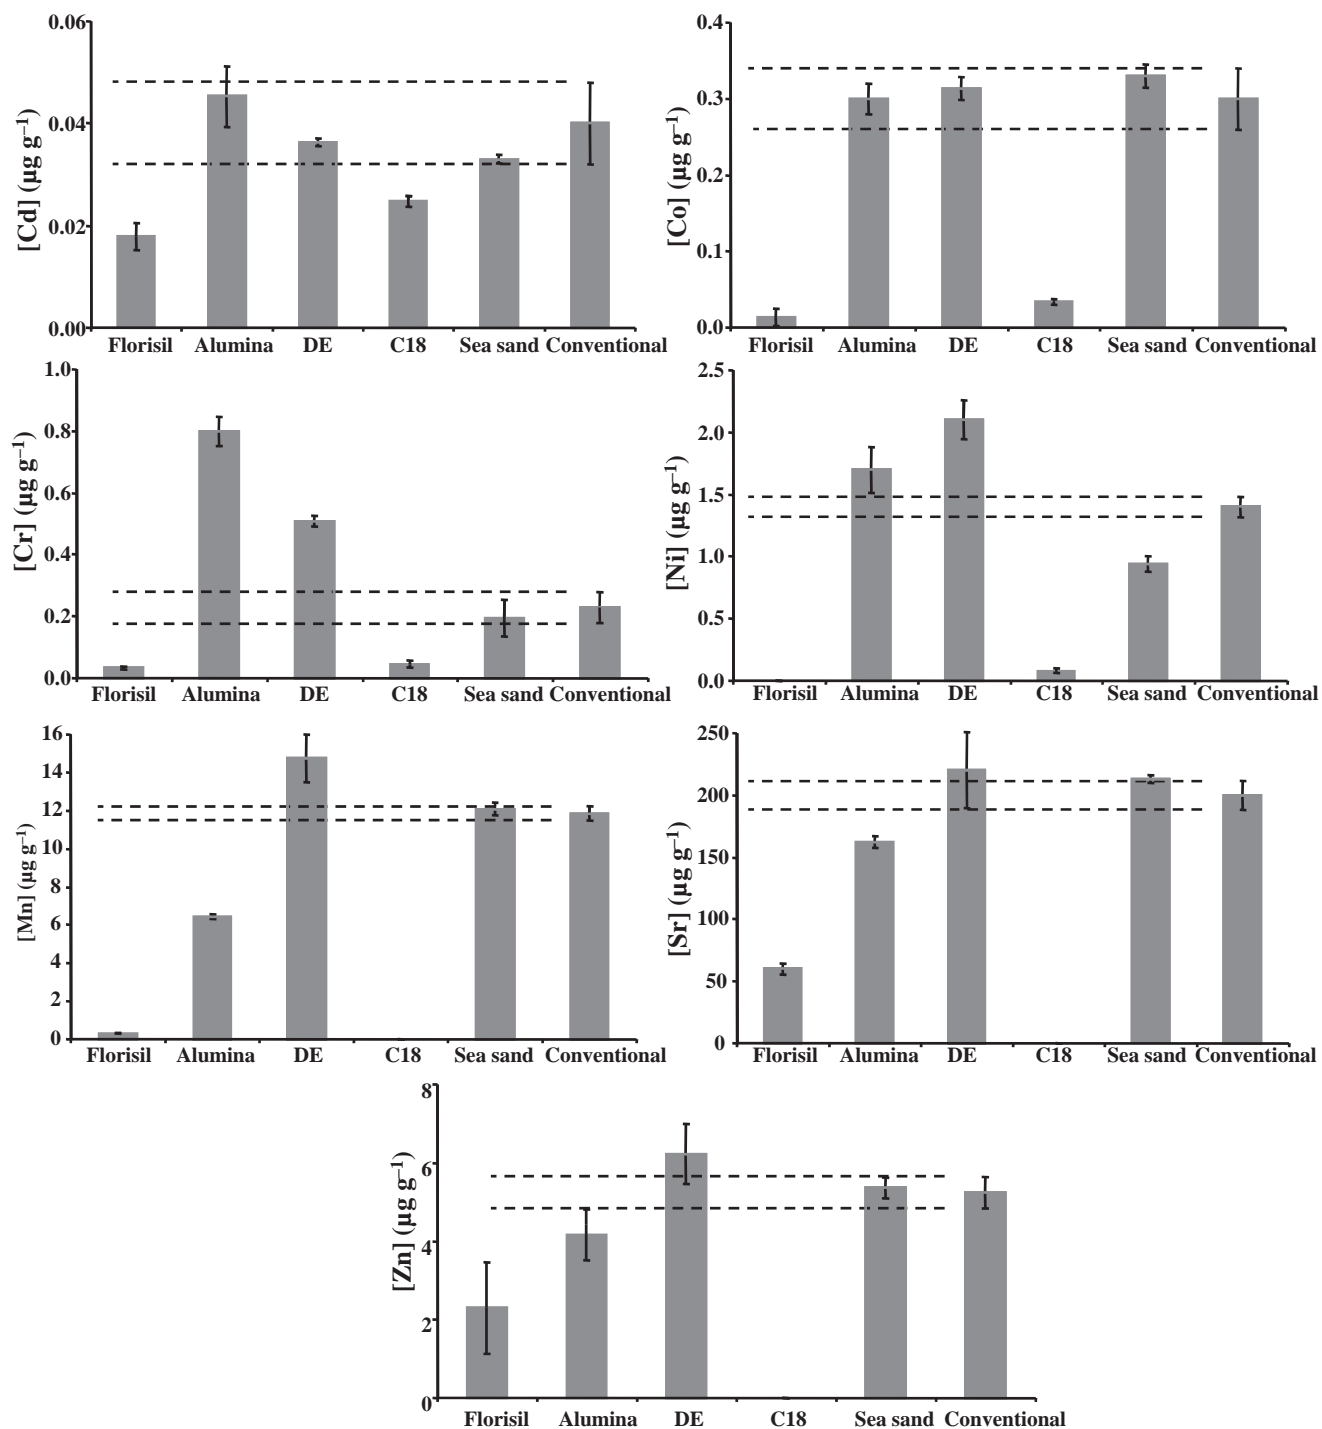 0.06
0.04
0.02
0.00
[Cd] (µg g⁻¹)
Florisil Alumina DE C18 Sea sand Conventional
0.4
0.3
0.2
0.1
0.0
[Co] (µg g⁻¹)
Florisil Alumina DE C18 Sea sand Conventional
1.0
0.8
0.6
0.4
0.2
0.0
[Cr] (µg g⁻¹)
Florisil Alumina DE C18 Sea sand Conventional
2.5
2.0
1.5
1.0
0.5
0.0
[Ni] (µg g⁻¹)
Florisil Alumina DE C18 Sea sand Conventional
16
14
12
10
8
6
4
2
0
[Mn] (µg g⁻¹)
Florisil Alumina DE C18 Sea sand Conventional
250
200
150
100
50
0
[Sr] (µg g⁻¹)
Florisil Alumina DE C18 Sea sand Conventional
8
6
4
2
0
[Zn] (µg g⁻¹)
Florisil Alumina DE C18 Sea sand Conventional